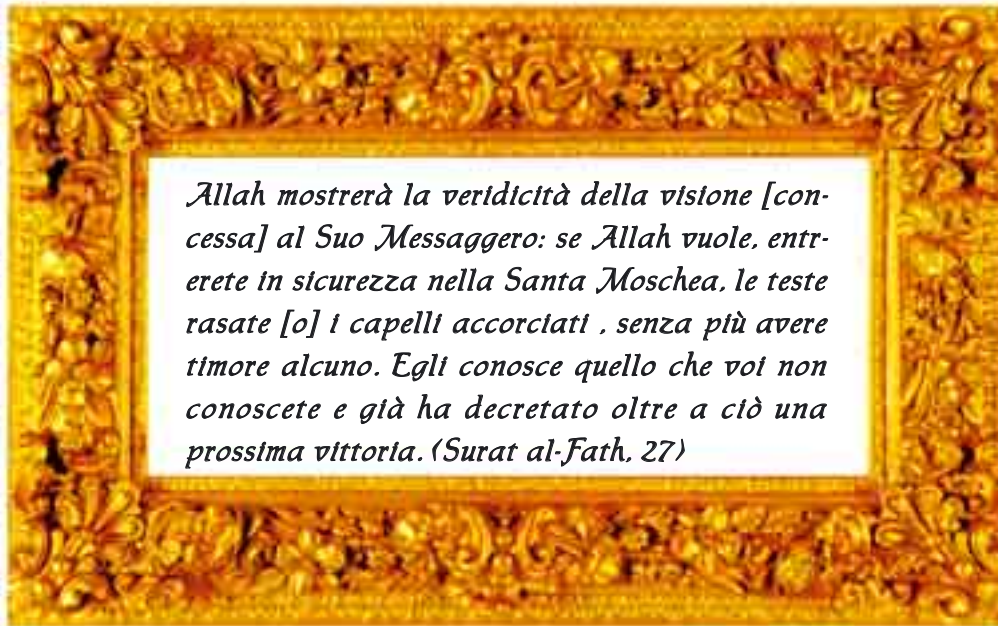 Allah mostrerà la veridicità della visione [con-
cessa] al Suo Messaggero: se Allah vuole, entr-
erete in sicurezza nella Santa Moschea, le teste
rasate [o] i capelli accorciati , senza più avere
timore alcuno. Egli conosce quello che voi non
conoscete e già ha decretato oltre a ciò una
prossima vittoria. (Surat al-Fath, 27)